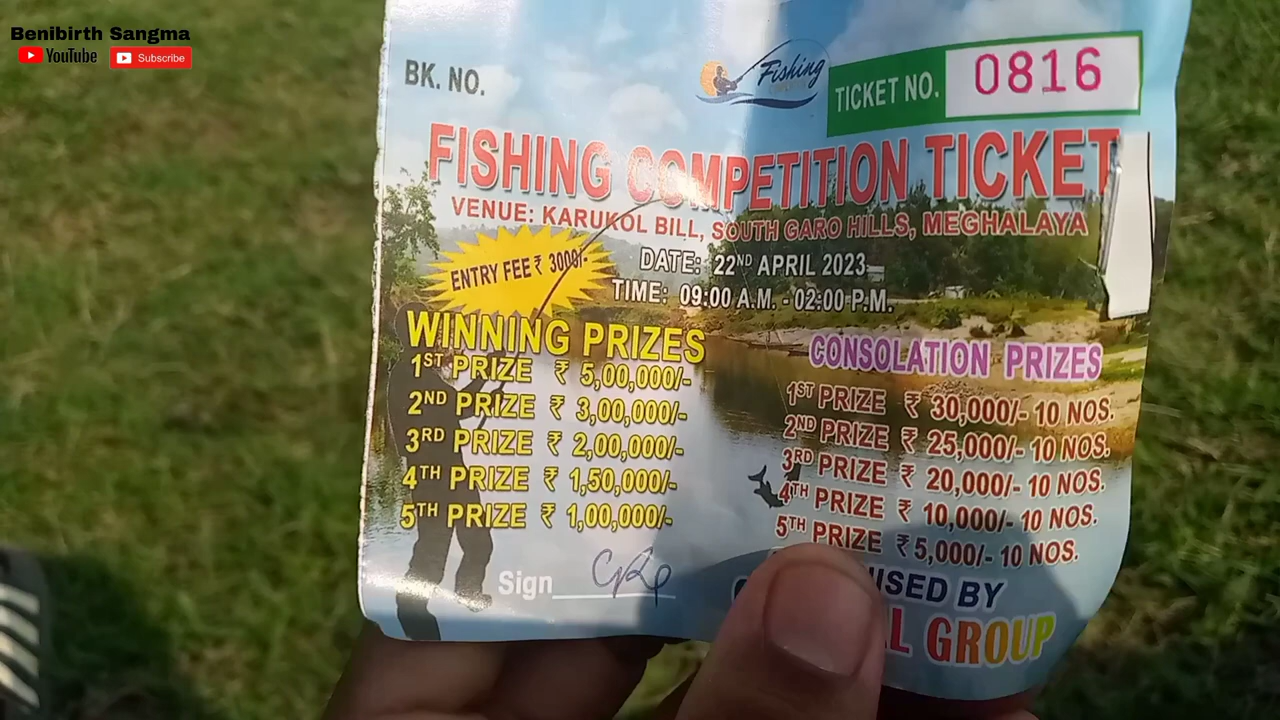 Benibirth Sangma
YouTube Subscribe
BK. NO.
Fishing
TICKET NO. 0816
FISHING COMPETITION TICKET
VENUE: KARUKOL BILL, SOUTH GARO HILLS, MEGHALAYA
ENTRY FEE ₹ 3000/-
DATE: 22ND APRIL 2023
TIME: 09:00 A.M. - 02:00 P.M.
WINNING PRIZES
1ST PRIZE ₹ 5,00,000/-
2ND PRIZE ₹ 3,00,000/-
3RD PRIZE ₹ 2,00,000/-
4TH PRIZE ₹ 1,50,000/-
5TH PRIZE ₹ 1,00,000/-
CONSOLATION PRIZES
1ST PRIZE ₹ 30,000/- 10 NOS.
2ND PRIZE ₹ 25,000/- 10 NOS.
3RD PRIZE ₹ 20,000/- 10 NOS.
4TH PRIZE ₹ 10,000/- 10 NOS.
5TH PRIZE ₹ 5,000/- 10 NOS.
Sign
BY
GROUP